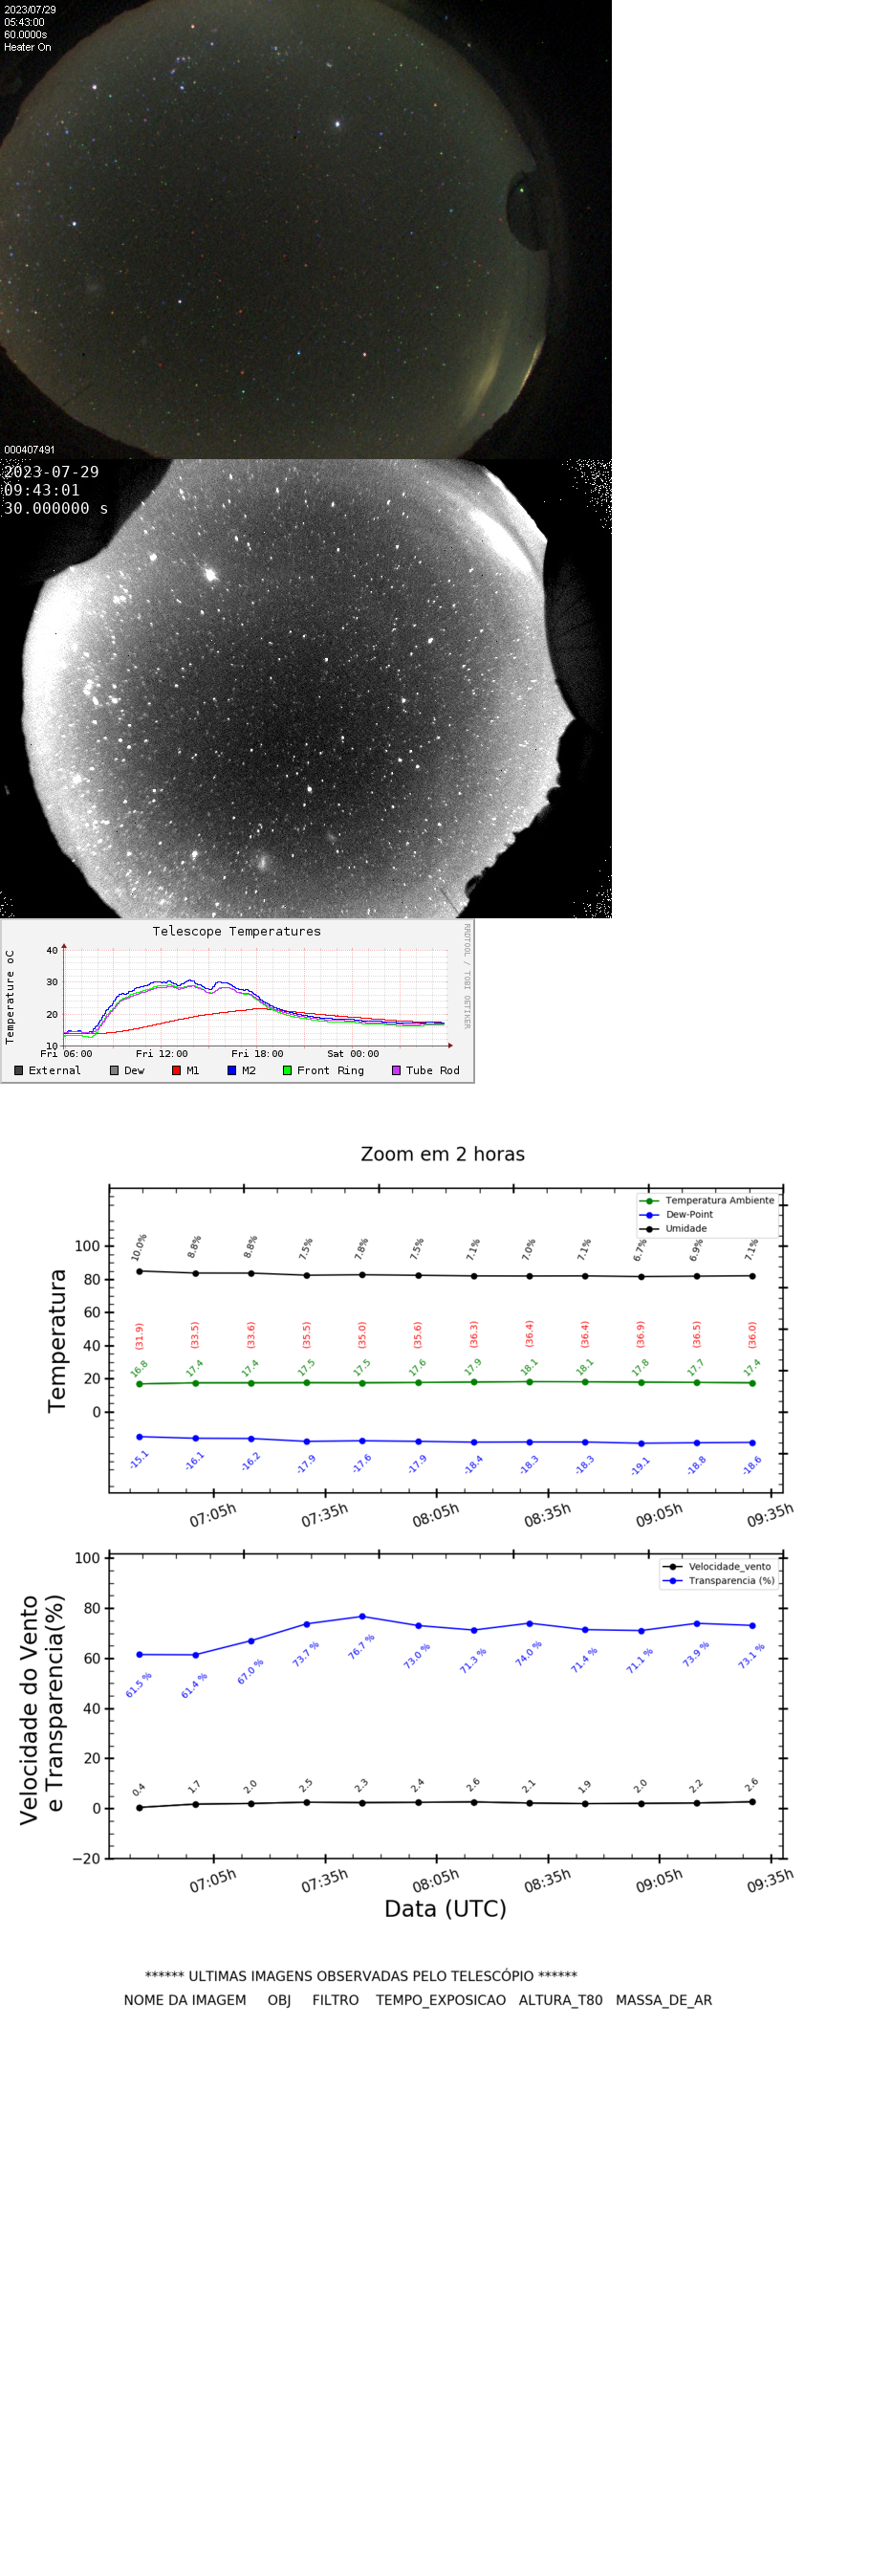 2023/07/29
05:43:00
60.0000s
Heater On
000407491
2023-07-29
09:43:01
30.000000 s
Telescope Temperatures
RRDTOOL / TOBI OETIKER
Temperature oC
40
30
20
10
Fri 06:00 Fri 12:00 Fri 18:00 Sat 00:00
External Dew M1 M2 Front Ring Tube Rod
Zoom em 2 horas
Temperatura Ambiente
Dew-Point
Umidade
Temperatura
100
80
60
40
20
0
10.0% 8.8% 8.8% 7.5% 7.8% 7.5% 7.1% 7.0% 7.1% 6.7% 6.9% 7.1%
(31.9) (33.5) (33.6) (35.5) (35.0) (35.6) (36.3) (36.4) (36.4) (36.9) (36.5) (36.0)
16.8 17.4 17.4 17.5 17.5 17.6 17.9 18.1 18.1 17.8 17.7 17.4
-15.1 -16.1 -16.2 -17.9 -17.6 -17.9 -18.4 -18.3 -18.3 -19.1 -18.8 -18.6
07:05h 07:35h 08:05h 08:35h 09:05h 09:35h
Velocidade_vento
Transparencia (%)
Velocidade do Vento
e Transparencia(%)
100
80
60
40
20
0
−20
61.5 % 61.4 % 67.0 % 73.7 % 76.7 % 73.0 % 71.3 % 74.0 % 71.4 % 71.1 % 73.9 % 73.1 %
0.4 1.7 2.0 2.5 2.3 2.4 2.6 2.1 1.9 2.0 2.2 2.6
07:05h 07:35h 08:05h 08:35h 09:05h 09:35h
Data (UTC)
****** ULTIMAS IMAGENS OBSERVADAS PELO TELESCÓPIO ******
NOME DA IMAGEM OBJ FILTRO TEMPO_EXPOSICAO ALTURA_T80 MASSA_DE_AR